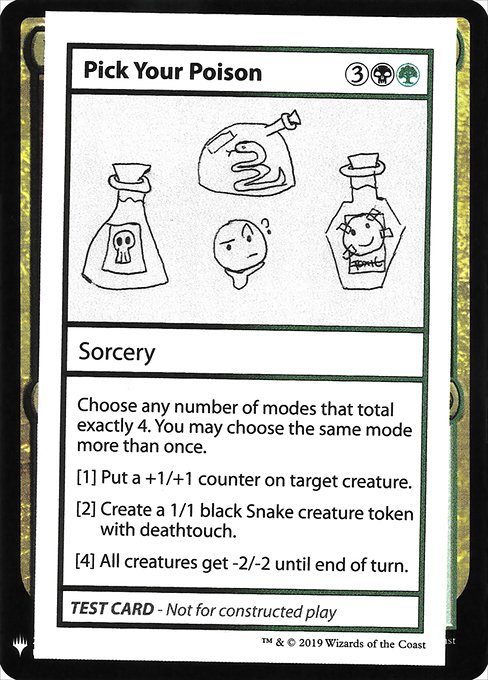 Pick Your Poison 3
TOXIC
Sorcery
Choose any number of modes that total
exactly 4. You may choose the same mode
more than once.
[1] Put a +1/+1 counter on target creature.
[2] Create a 1/1 black Snake creature token
with deathtouch.
[4] All creatures get -2/-2 until end of turn.
TEST CARD - Not for constructed play
™ & © 2019 Wizards of the Coast